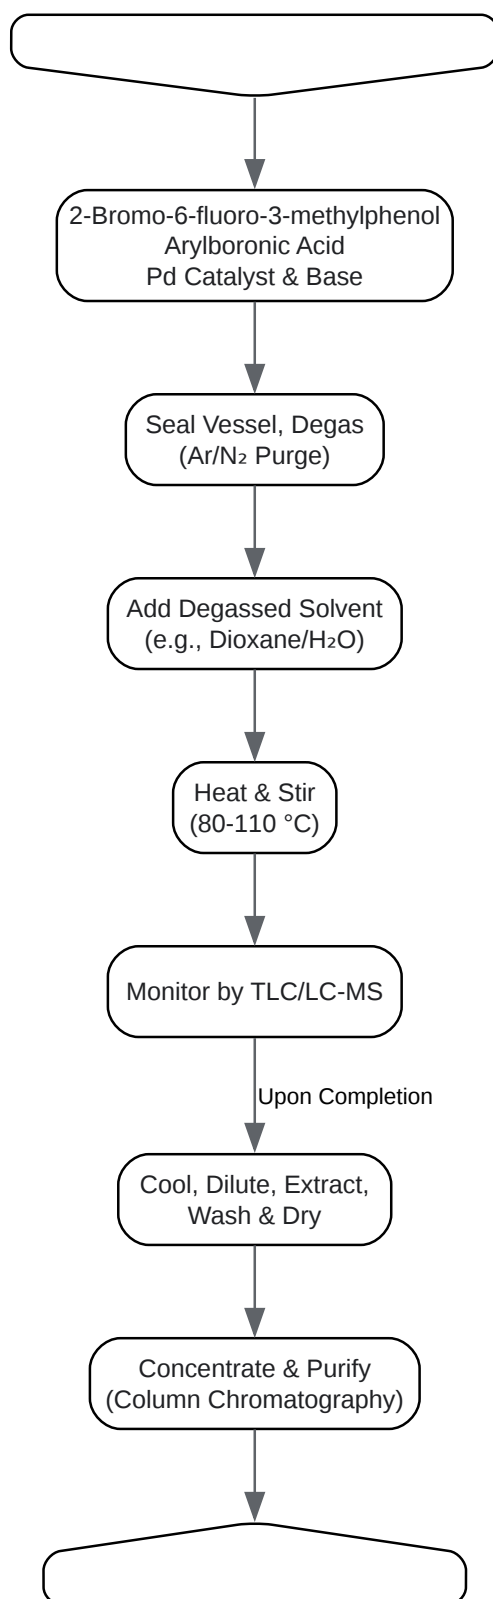 2-Bromo-6-fluoro-3-methylphenol
Arylboronic Acid
Pd Catalyst & Base
Seal Vessel, Degas
(Ar/N₂ Purge)
Add Degassed Solvent
(e.g., Dioxane/H₂O)
Heat & Stir
(80-110 °C)
Monitor by TLC/LC-MS
Upon Completion
Cool, Dilute, Extract,
Wash & Dry
Concentrate & Purify
(Column Chromatography)